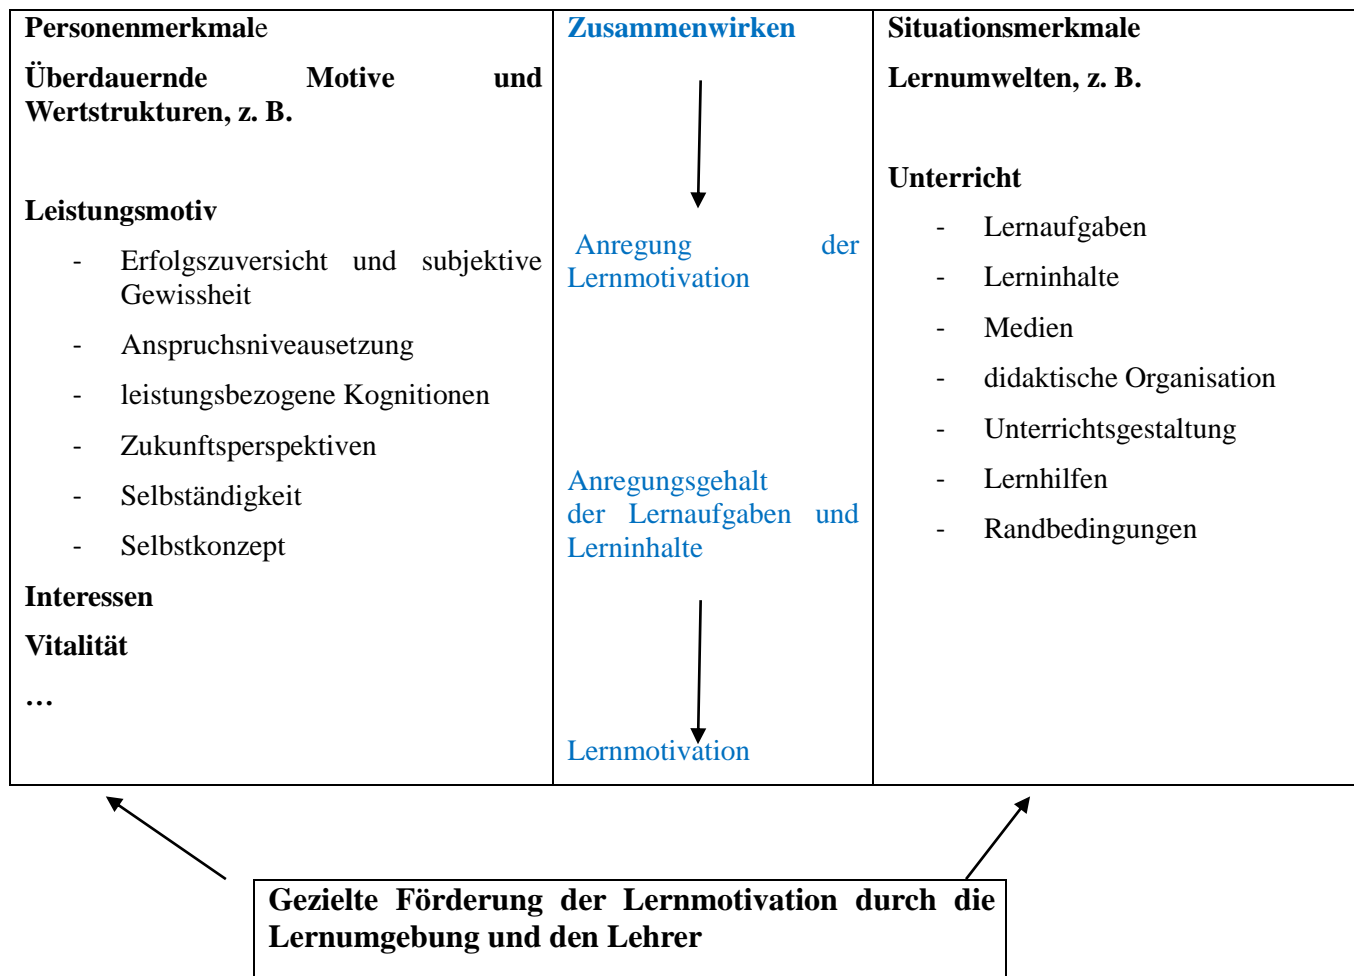 Personenmerkmale
Überdauernde Motive und
Wertstrukturen, z. B.
Leistungsmotiv
- Erfolgszuversicht und subjektive
Gewissheit
- Anspruchsniveausetzung
- leistungsbezogene Kognitionen
- Zukunftsperspektiven
- Selbständigkeit
- Selbstkonzept
Interessen
Vitalität
…
Zusammenwirken
Anregung der
Lernmotivation
Anregungsgehalt
der Lernaufgaben und
Lerninhalte
Lernmotivation
Situationsmerkmale
Lernumwelten, z. B.
Unterricht
- Lernaufgaben
- Lerninhalte
- Medien
- didaktische Organisation
- Unterrichtsgestaltung
- Lernhilfen
- Randbedingungen
Gezielte Förderung der Lernmotivation durch die
Lernumgebung und den Lehrer